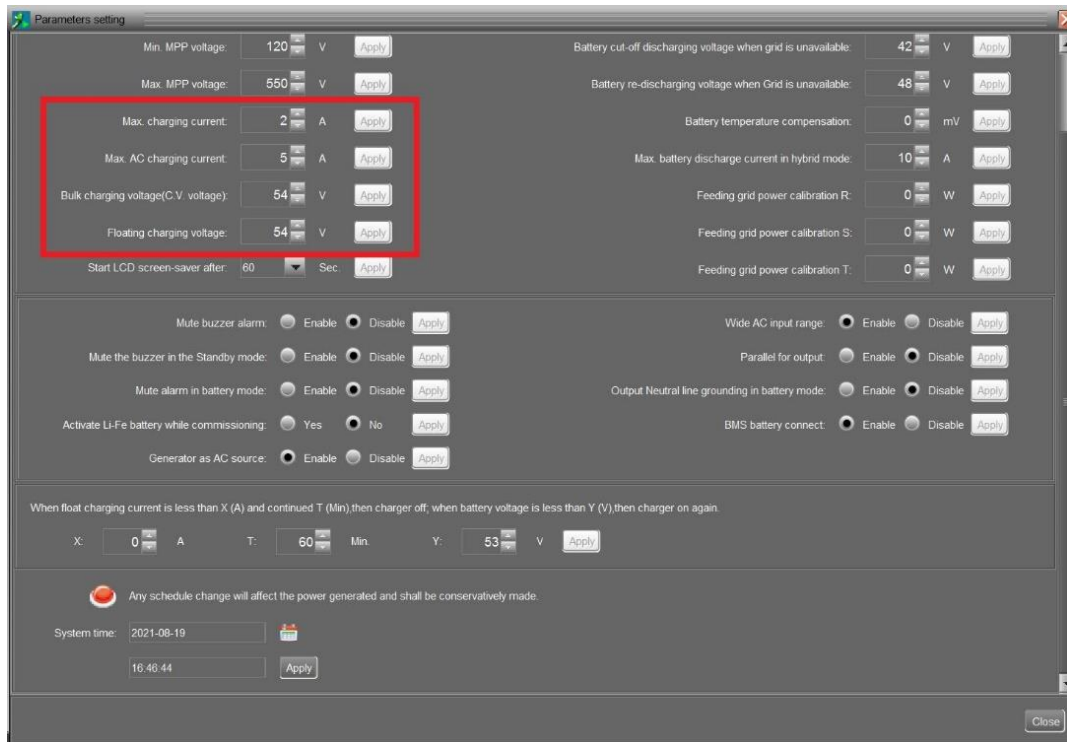 Parameters setting
Min. MPP voltage: 120 V Apply Battery cut-off discharging voltage when grid is unavailable: 42 V Apply
Max. MPP voltage: 550 V Apply Battery re-discharging voltage when Grid is unavailable: 48 V Apply
Max. charging current: 2 A Apply Battery temperature compensation: 0 mV Apply
Max. AC charging current: 5 A Apply Max. battery discharge current in hybrid mode: 10 A Apply
Bulk charging voltage(C.V. voltage): 54 V Apply Feeding grid power calibration R: 0 W Apply
Floating charging voltage: 54 V Apply Feeding grid power calibration S: 0 W Apply
Start LCD screen-saver after: 60 Sec. Apply Feeding grid power calibration T: 0 W Apply
Mute buzzer alarm: Enable Disable Apply Wide AC input range: Enable Disable Apply
Mute the buzzer in the Standby mode: Enable Disable Apply Parallel for output: Enable Disable Apply
Mute alarm in battery mode: Enable Disable Apply Output Neutral line grounding in battery mode: Enable Disable Apply
Activate Li-Fe battery while commissioning: Yes No Apply BMS battery connect: Enable Disable Apply
Generator as AC source: Enable Disable Apply
When float charging current is less than X (A) and continued T (Min),then charger off; when battery voltage is less than Y (V),then charger on again.
X: 0 A T: 60 Min. Y: 53 V Apply
Any schedule change will affect the power generated and shall be conservatively made.
System time: 2021-08-19
16:46:44 Apply
Close